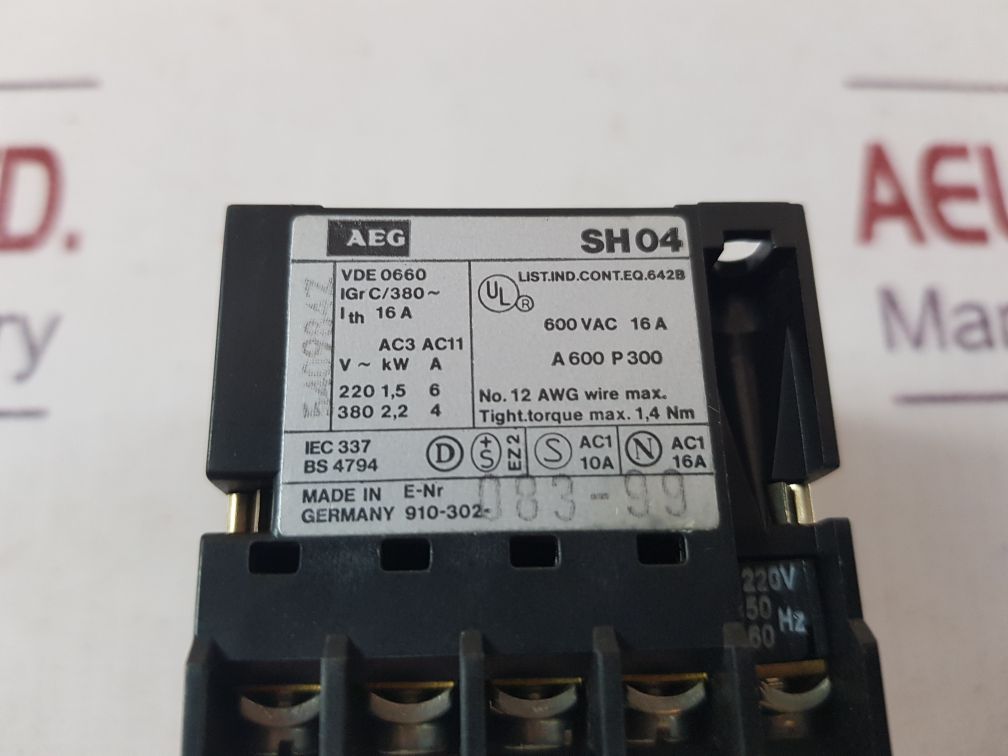 AEG SH04
VDE 0660
IGr C/380~
Ith 16 A
AC3 AC11
V ~ kW A
220 1,5 6
380 2,2 4
UL ® LIST.IND.CONT.EQ.642B
600 VAC 16 A
A 600 P 300
No. 12 AWG wire max.
Tight.torque max. 1,4 Nm
IEC 337
BS 4794
D
+
S
EZ22
S
AC1
10A
N
AC1
16A
MADE IN
GERMANY
E-Nr
910-302-083-99
220V
50
60 Hz
D.
AEL
ry
Mar